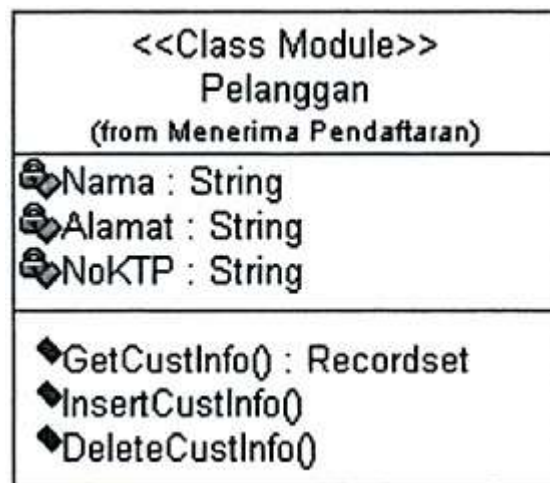 <<Class Module>>
Pelanggan
(from Menerima Pendaftaran)
Nama : String
Alamat : String
NoKTP : String
GetCustInfo() : Recordset
InsertCustInfo()
DeleteCustInfo()